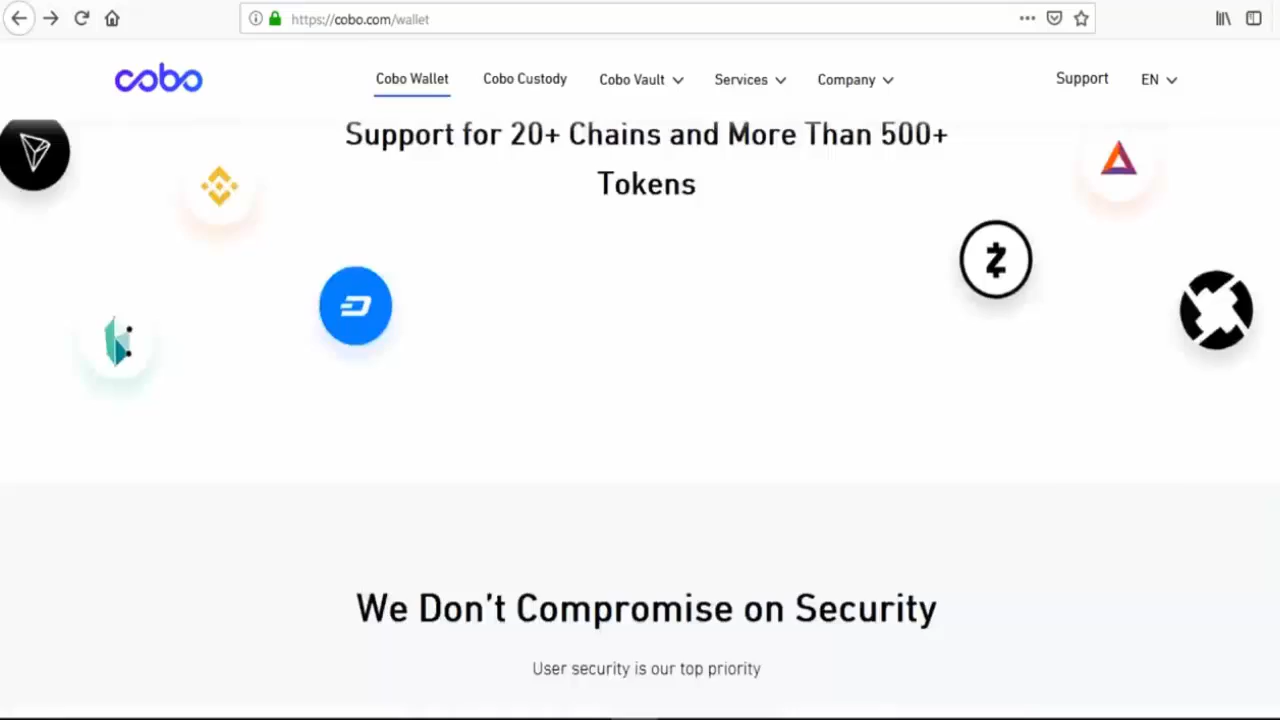 https://cobo.com/wallet
cobo
Cobo Wallet Cobo Custody Cobo Vault Services Company Support EN
Support for 20+ Chains and More Than 500+
Tokens
We Don't Compromise on Security
User security is our top priority